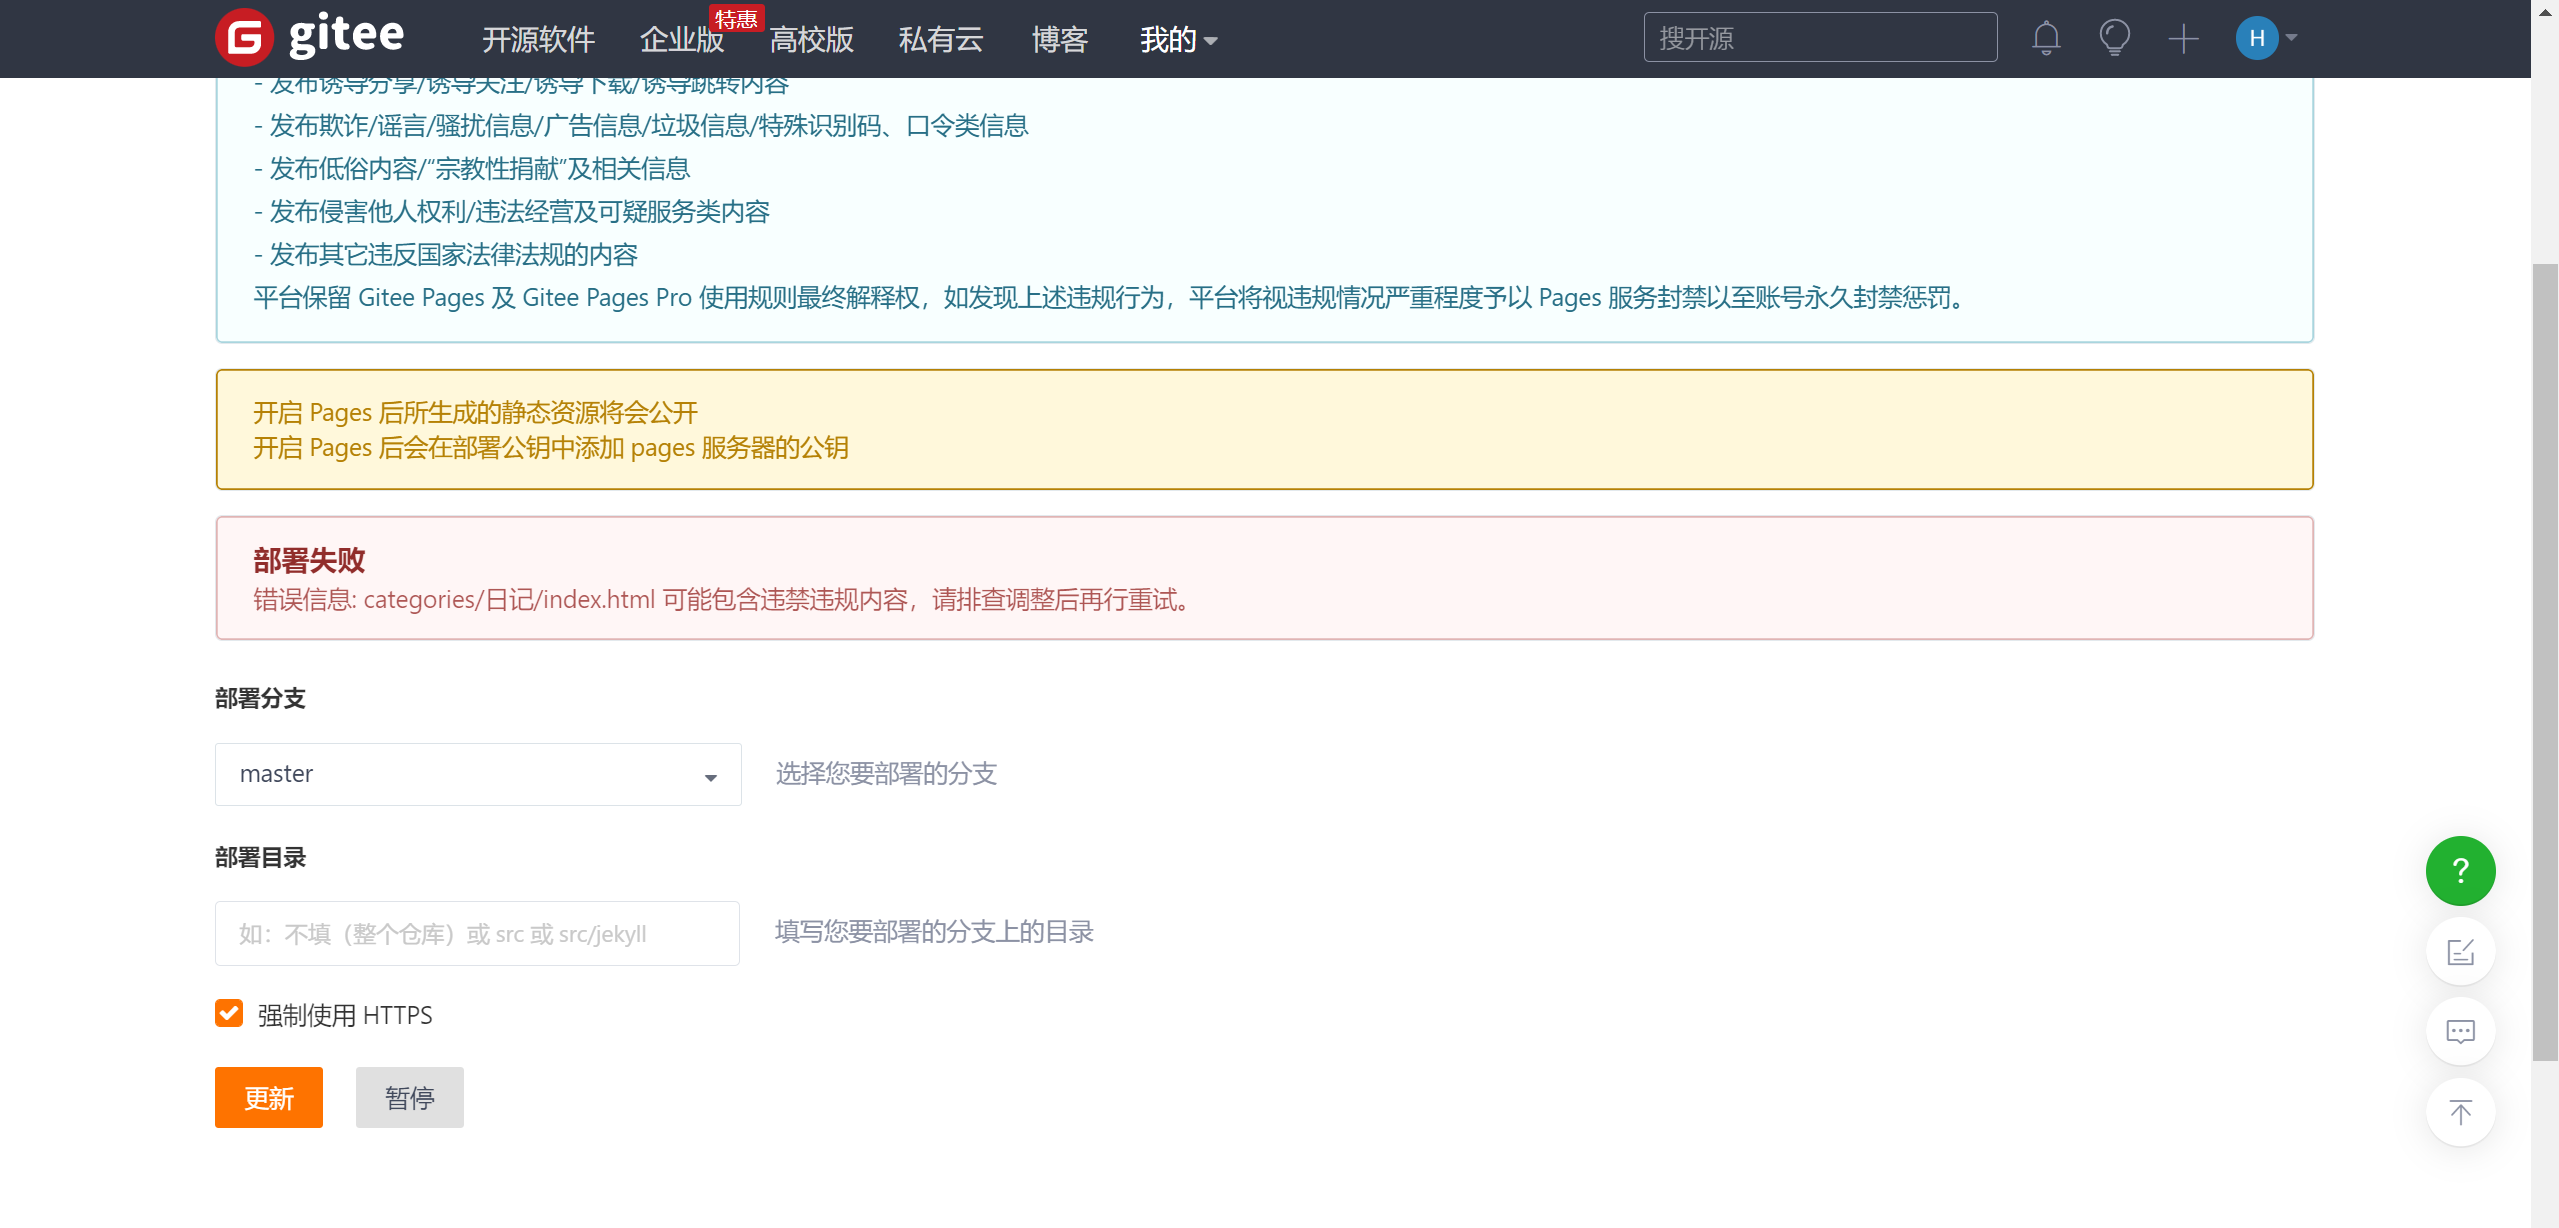 gitee 开源软件 企业版 特惠 高校版 私有云 博客 我的 搜开源 H
- 发布诱导分享/诱导关注/诱导下载/诱导跳转内容
- 发布欺诈/谣言/骚扰信息/广告信息/垃圾信息/特殊识别码、口令类信息
- 发布低俗内容/“宗教性捐献”及相关信息
- 发布侵害他人权利/违法经营及可疑服务类内容
- 发布其它违反国家法律法规的内容
平台保留 Gitee Pages 及 Gitee Pages Pro 使用规则最终解释权，如发现上述违规行为，平台将视违规情况严重程度予以 Pages 服务封禁以至账号永久封禁惩罚。
开启 Pages 后所生成的静态资源将会公开
开启 Pages 后会在部署公钥中添加 pages 服务器的公钥
部署失败
错误信息: categories/日记/index.html 可能包含违禁违规内容，请排查调整后再行重试。
部署分支
master 选择您要部署的分支
部署目录
如：不填（整个仓库）或 src 或 src/jekyll 填写您要部署的分支上的目录
强制使用 HTTPS
更新 暂停
?